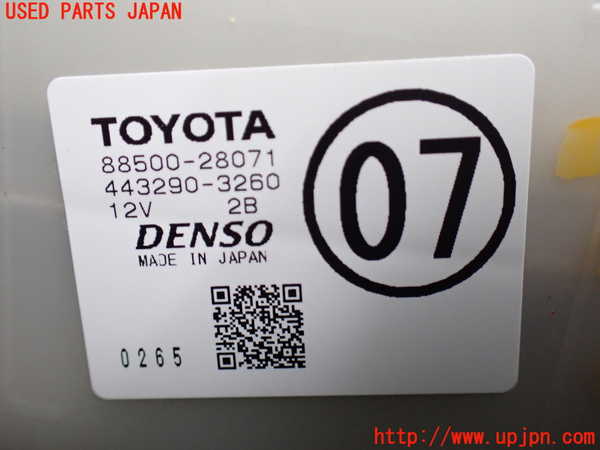 USED PARTS JAPAN
TOYOTA
88500-28071
443290-3260
12V 2B
DENSO
MADE IN JAPAN
07
0265
http://www.upjpn.com/